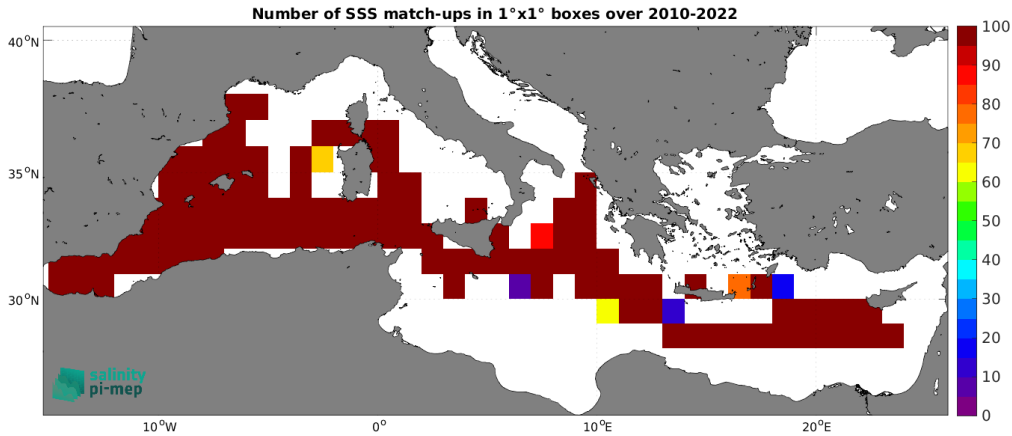 Number of SSS match-ups in 1°x1° boxes over 2010-2022
40°N
35°N
30°N
10°W
0°
10°E
20°E
100
90
80
70
60
50
40
30
20
10
0
salinity
pi-mep